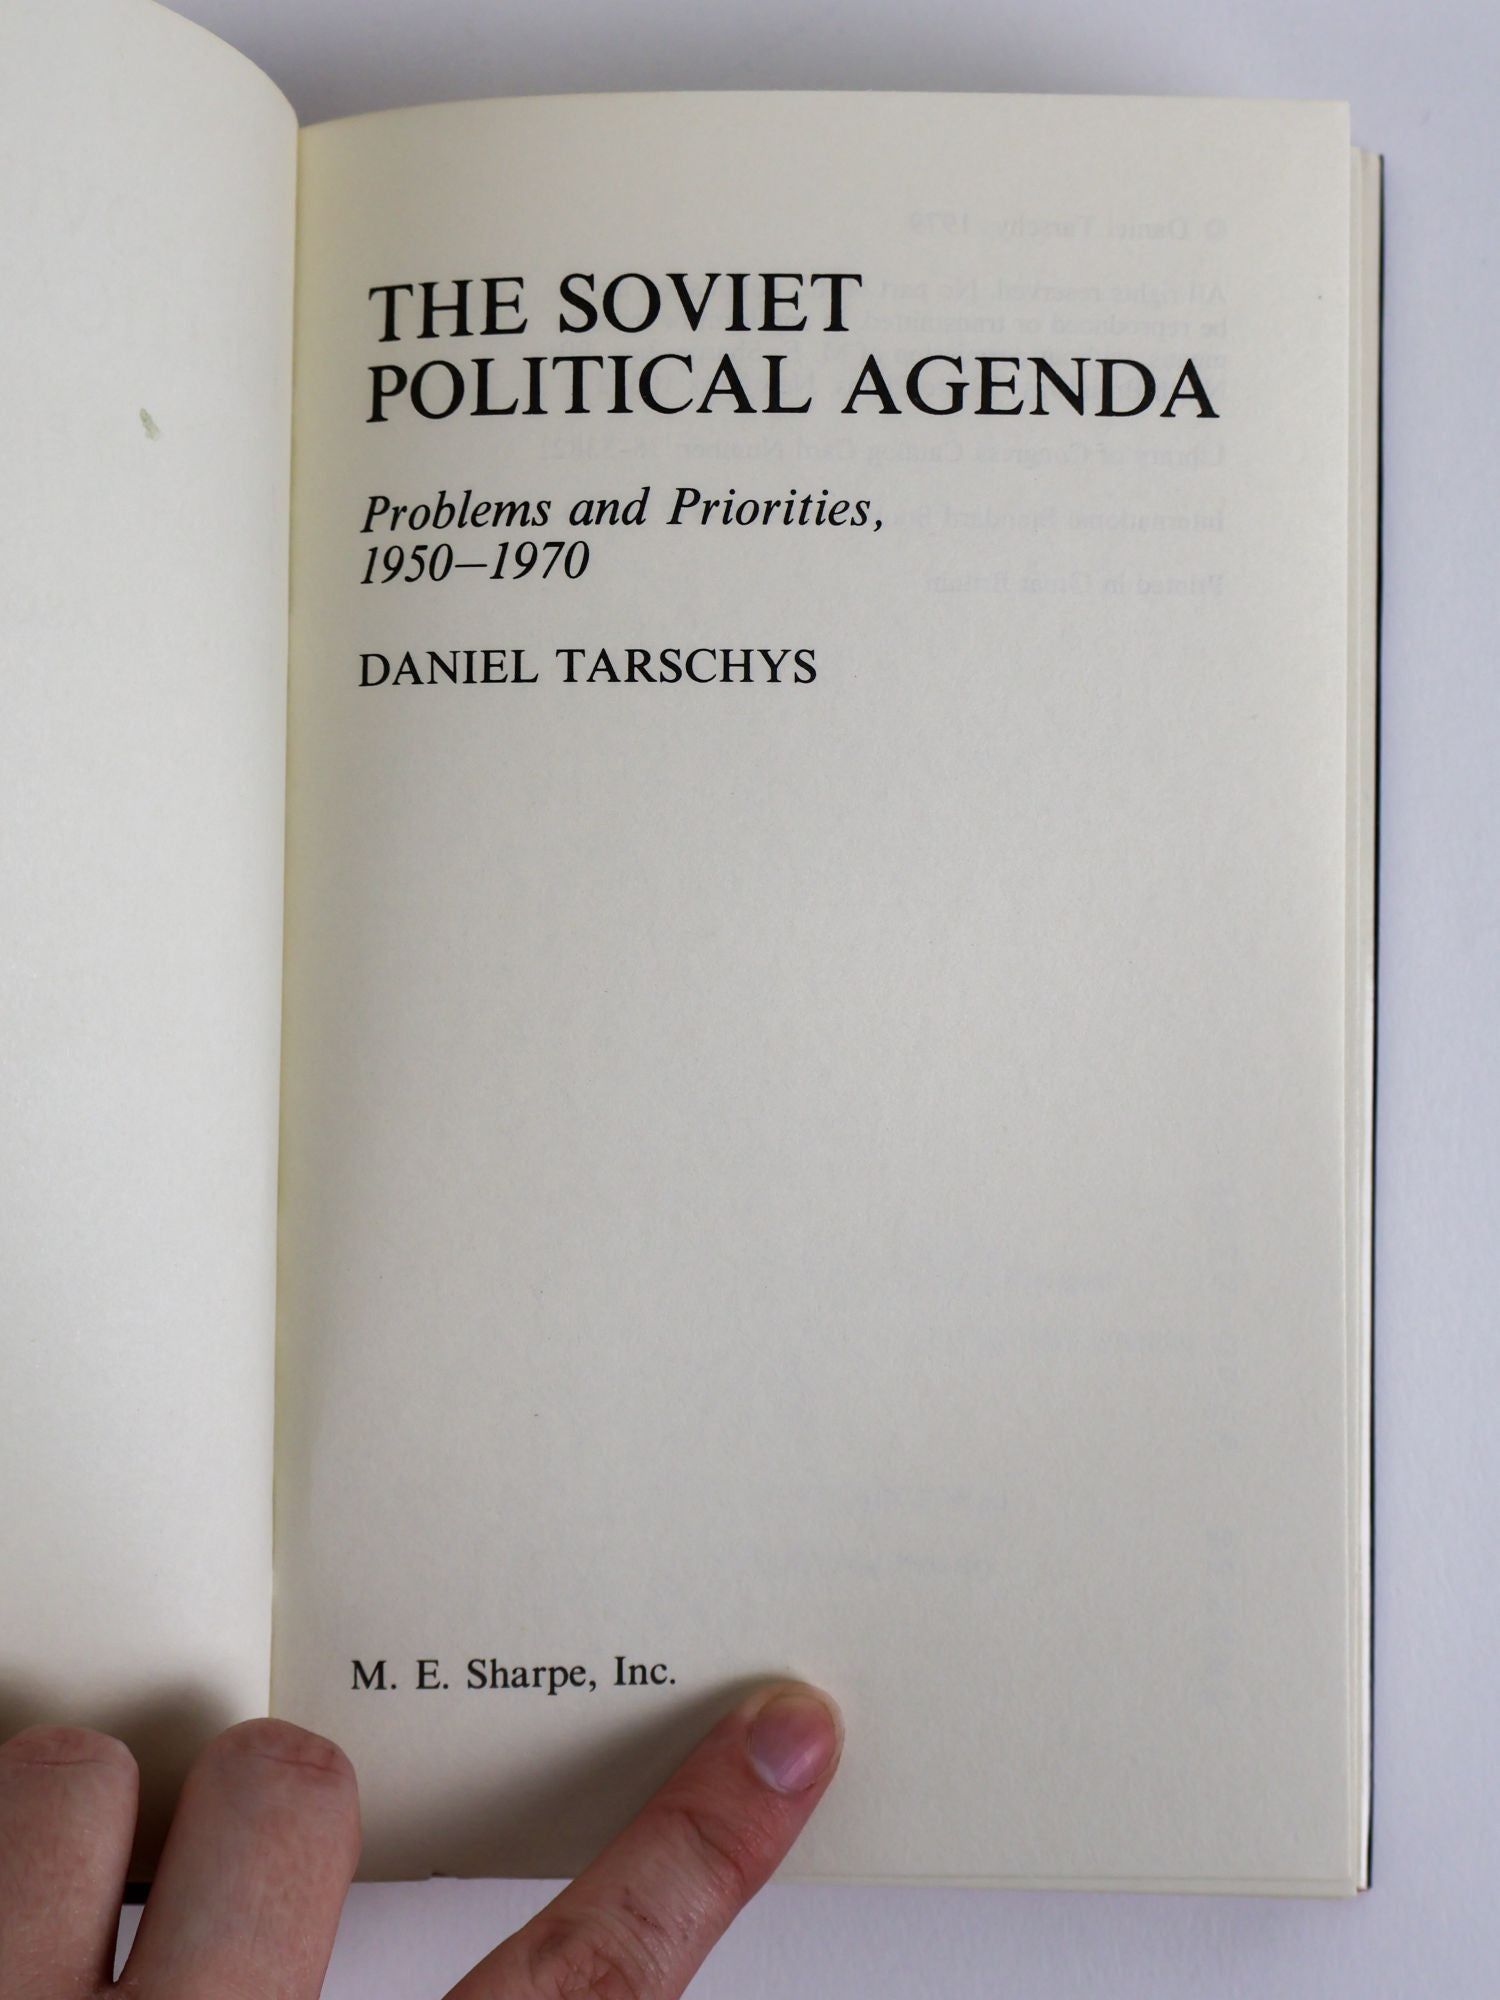 THE SOVIET
POLITICAL AGENDA
Problems and Priorities,
1950–1970
DANIEL TARSCHYS
M. E. Sharpe, Inc.